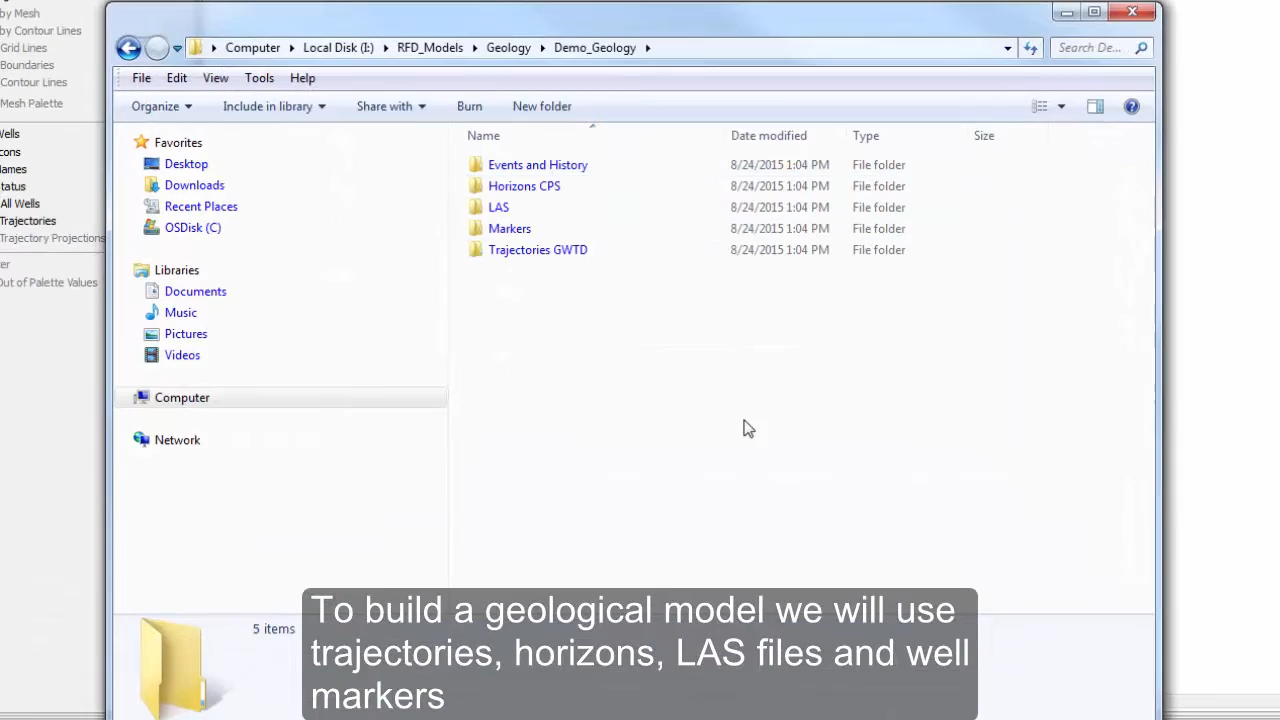 by Mesh
by Contour Lines
Grid Lines
Boundaries
Contour Lines
Mesh Palette
Wells
cons
ames
tatus
All Wells
Trajectories
Trajectory Projections
er
Out of Palette Values
Computer Local Disk (I:) RFD_Models Geology Demo_Geology
Search De...
File Edit View Tools Help
Organize Include in library Share with Burn New folder
Favorites
Desktop
Downloads
Recent Places
OSDisk (C)
Libraries
Documents
Music
Pictures
Videos
Computer
Network
Name Date modified Type Size
Events and History 8/24/2015 1:04 PM File folder
Horizons CPS 8/24/2015 1:04 PM File folder
LAS 8/24/2015 1:04 PM File folder
Markers 8/24/2015 1:04 PM File folder
Trajectories GWTD 8/24/2015 1:04 PM File folder
5 items
To build a geological model we will use
trajectories, horizons, LAS files and well
markers